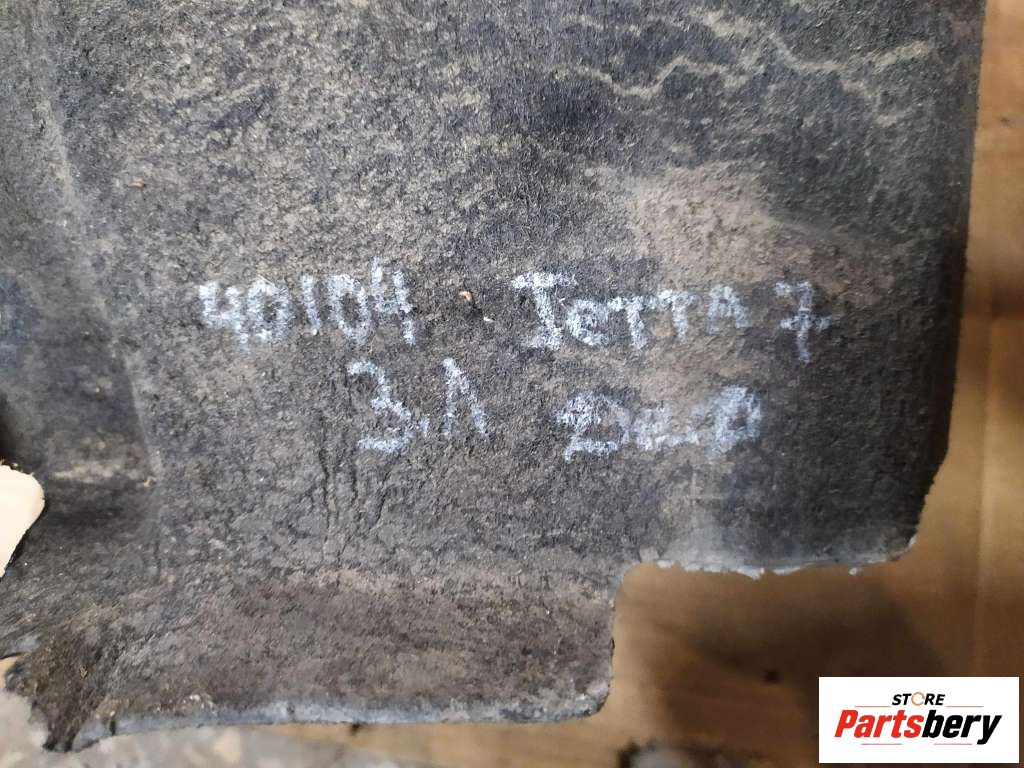 40104 JETTA 7
З.Л
STORE
Partsbery